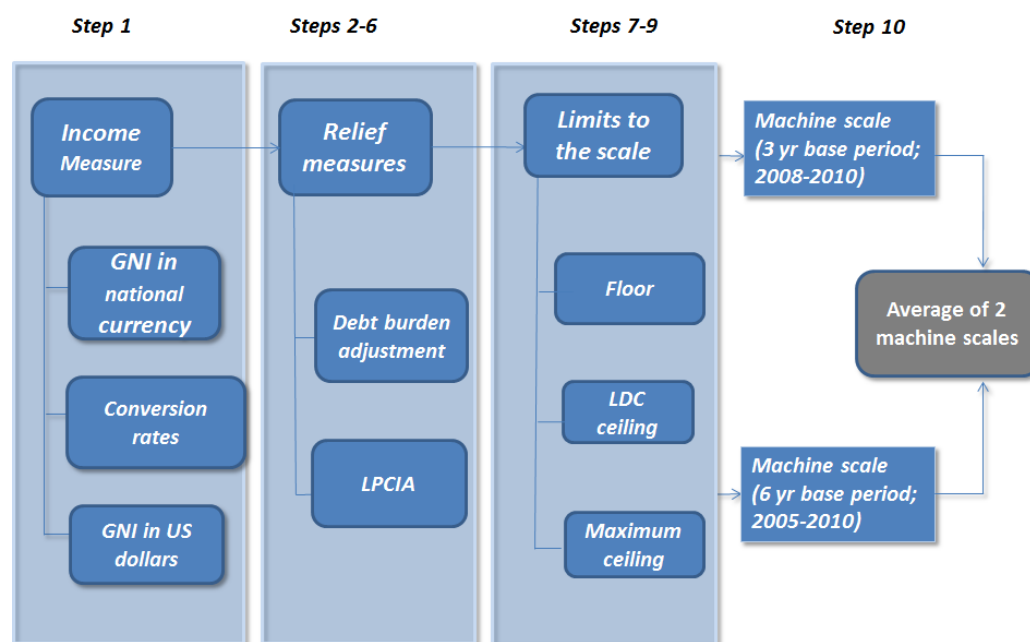 Step 1
Steps 2-6
Steps 7-9
Step 10
Income
Measure
GNI in
national
currency
Conversion
rates
GNI in US
dollars
Relief
measures
Debt burden
adjustment
LPCIA
Limits to
the scale
Floor
LDC
ceiling
Maximum
ceiling
Machine scale
(3 yr base period;
2008-2010)
Machine scale
(6 yr base period;
2005-2010)
Average of 2
machine scales